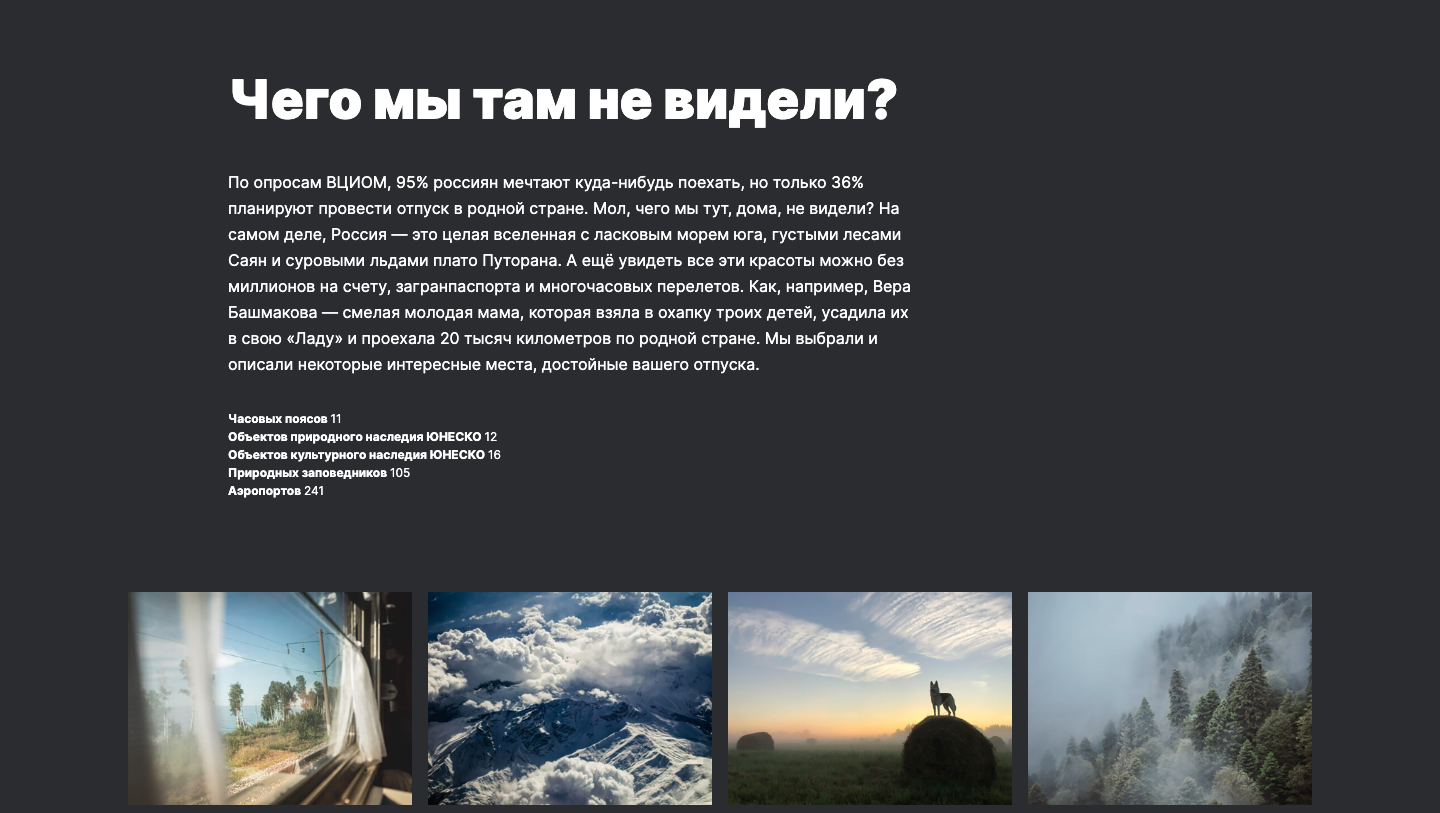 Чего мы там не видели?
По опросам ВЦИОМ, 95% россиян мечтают куда-нибудь поехать, но только 36%
планируют провести отпуск в родной стране. Мол, чего мы тут, дома, не видели? На
самом деле, Россия — это целая вселенная с ласковым морем юга, густыми лесами
Саян и суровыми льдами плато Путорана. А ещё увидеть все эти красоты можно без
миллионов на счету, загранпаспорта и многочасовых перелетов. Как, например, Вера
Башмакова — смелая молодая мама, которая взяла в охапку троих детей, усадила их
в свою «Ладу» и проехала 20 тысяч километров по родной стране. Мы выбрали и
описали некоторые интересные места, достойные вашего отпуска.
Часовых поясов 11
Объектов природного наследия ЮНЕСКО 12
Объектов культурного наследия ЮНЕСКО 16
Природных заповедников 105
Аэропортов 241